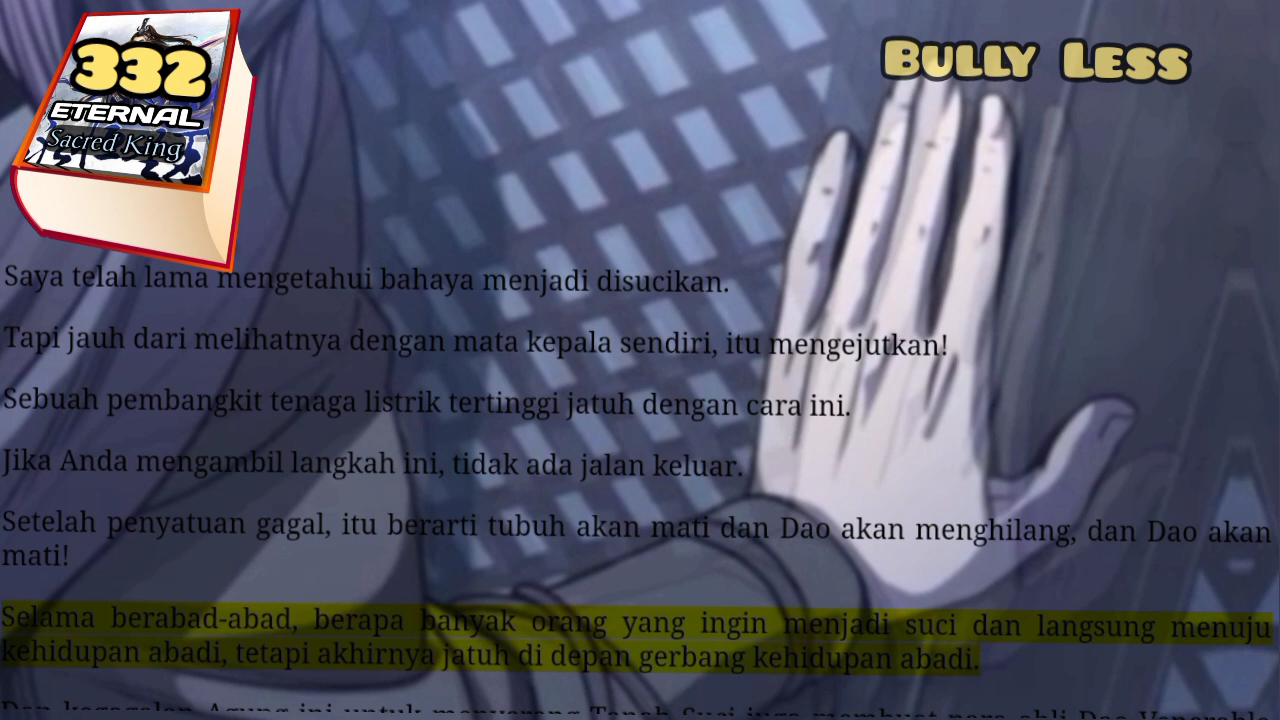 332
ETERNAL
Sacred King
BULLY LESS
Saya telah lama mengetahui bahaya menjadi disucikan.
Tapi jauh dari melihatnya dengan mata kepala sendiri, itu mengejutkan!
Sebuah pembangkit tenaga listrik tertinggi jatuh dengan cara ini.
Jika Anda mengambil langkah ini, tidak ada jalan keluar.
Setelah penyatuan gagal, itu berarti tubuh akan mati dan Dao akan menghilang, dan Dao akan
mati!
Selama berabad-abad, berapa banyak orang yang ingin menjadi suci dan langsung menuju
kehidupan abadi, tetapi akhirnya jatuh di depan gerbang kehidupan abadi.